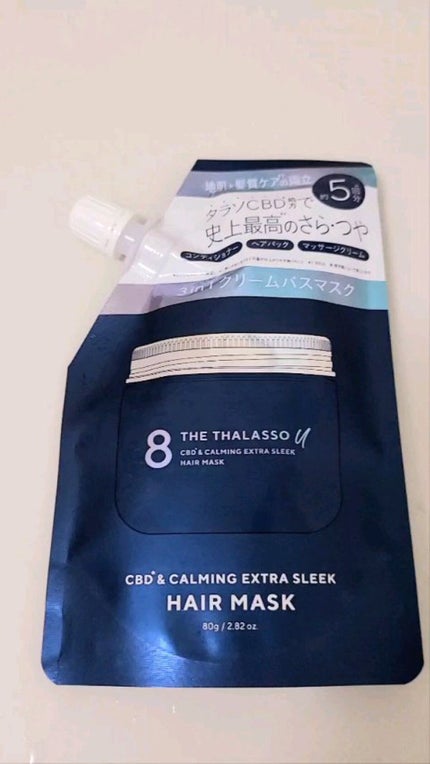 地肌・髪質ケアの両立
約5回分
タラソCBD*処方で
史上最高*のさら・つや
コンディショナー ヘアパック マッサージクリーム
3in1クリームバスマスク
8 THE THALASSO u
CBD* & CALMING EXTRA SLEEK
HAIR MASK
CBD* & CALMING EXTRA SLEEK
HAIR MASK
80g / 2.82 oz.